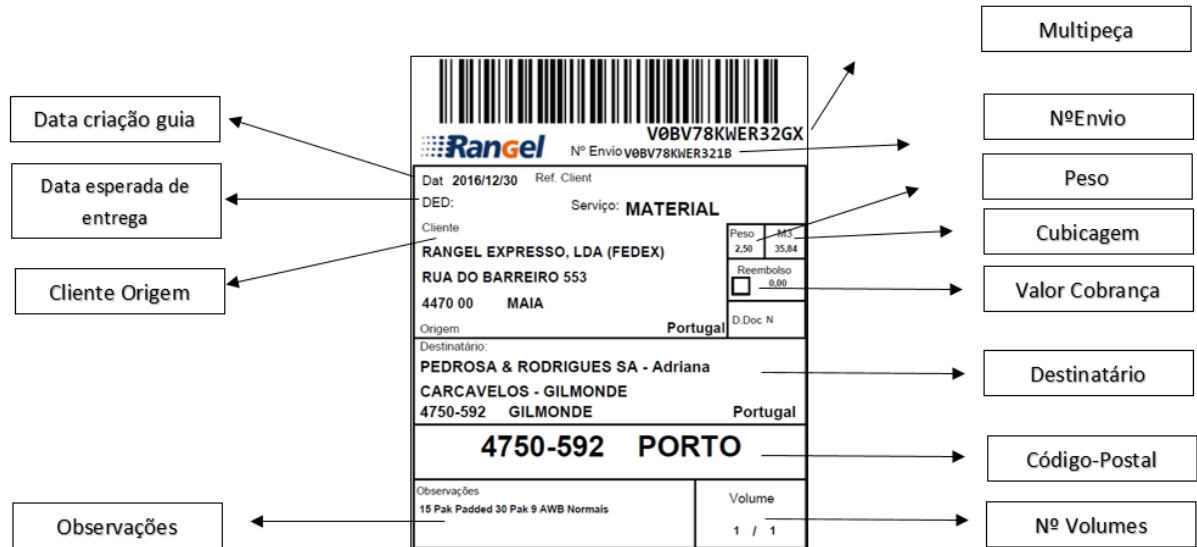 Multipeça
V0BV78KWER32GX
Rangel
Nº Envio V0BV78KWER321B
NºEnvio
Data criação guia
Dat 2016/12/30 Ref. Client
Peso
Data esperada de
entrega
DED:
Serviço: MATERIAL
Cliente
Peso M3
2,50 35,84
Cubicagem
RANGEL EXPRESSO, LDA (FEDEX)
RUA DO BARREIRO 553
Reembolso
0,00
Cliente Origem
Valor Cobrança
4470 00 MAIA
D.Doc N
Origem Portugal
Destinatário:
PEDROSA & RODRIGUES SA - Adriana
Destinatário
CARCAVELOS - GILMONDE
4750-592 GILMONDE Portugal
4750-592 PORTO
Código-Postal
Observações
15 Pak Padded 30 Pak 9 AWB Normais
Volume
1 / 1
Observações
Nº Volumes